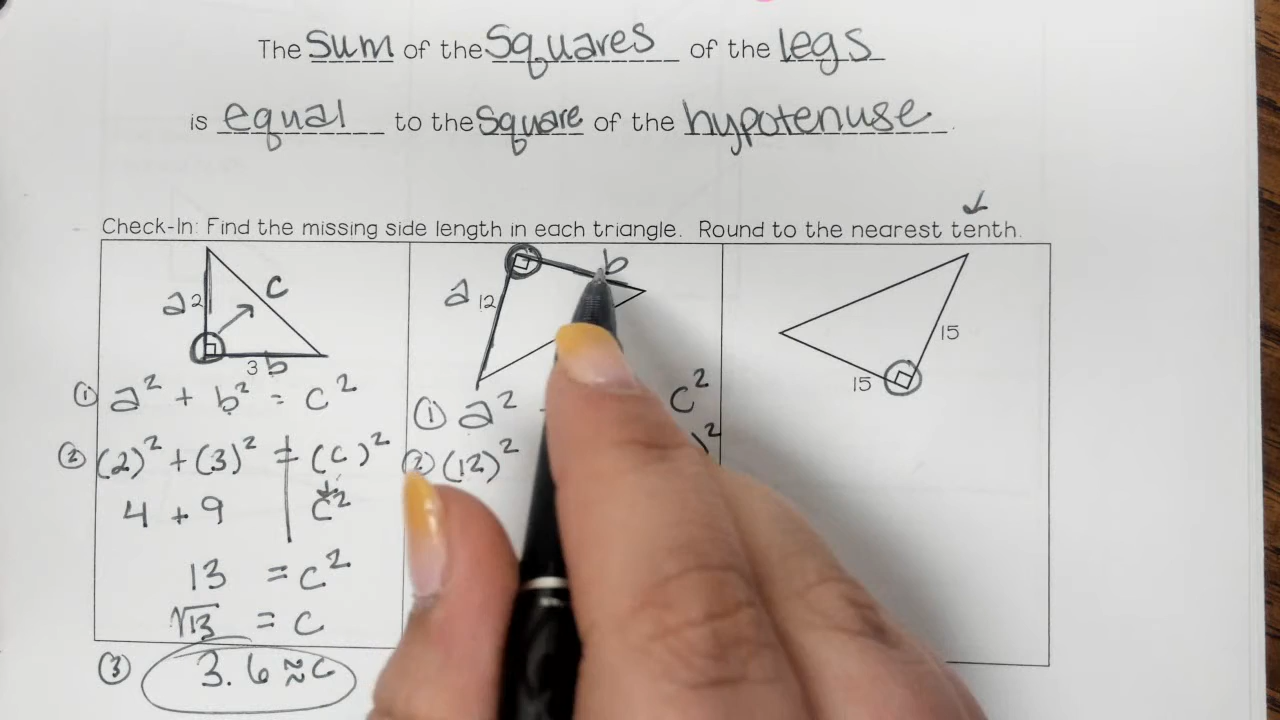 The sum of the squares of the legs
is equal to the square of the hypotenuse.
Check-In: Find the missing side length in each triangle. Round to the nearest tenth.
a 2 c
3 b
① a² + b² = c²
② (2)² + (3)² = (c)²
4 + 9 c²
13 = c²
√13 = c
③ 3.6 ≈ c
a 12 b
① a² c²
② (12)² )²
15
15